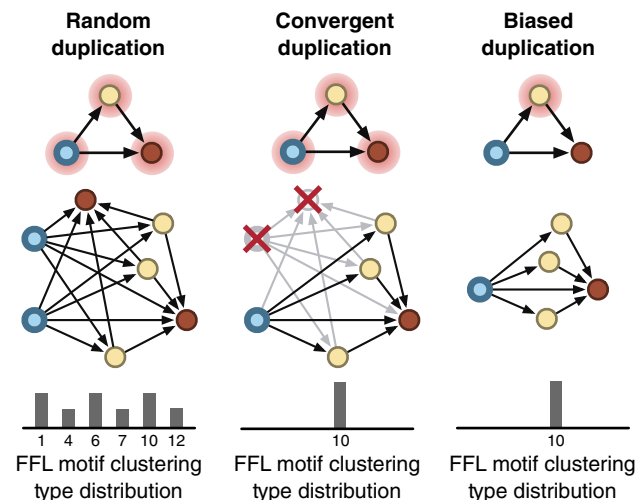 Random
duplication
Convergent
duplication
Biased
duplication
1 4 6 7 10 12
10
10
FFL motif clustering
type distribution
FFL motif clustering
type distribution
FFL motif clustering
type distribution